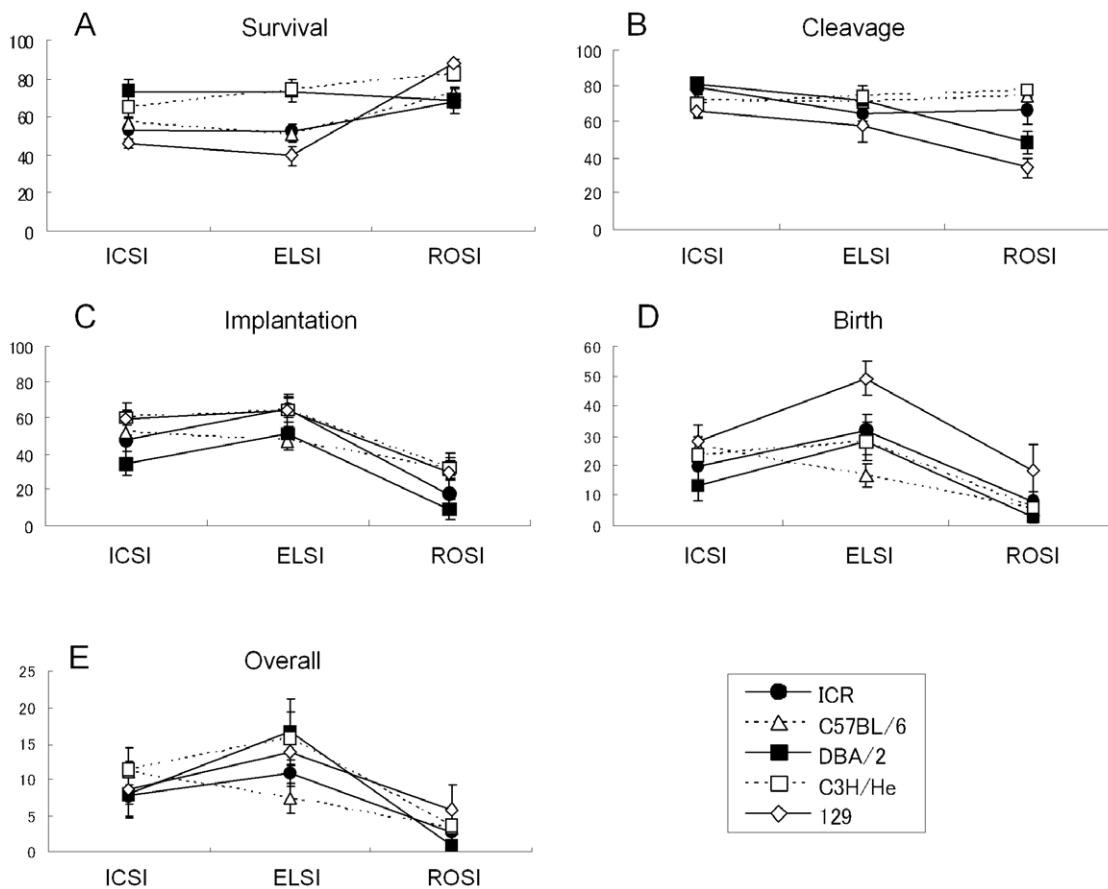 A Survival
100
80
60
40
20
0
ICSI ELSI ROSI
B Cleavage
100
80
60
40
20
0
ICSI ELSI ROSI
C Implantation
100
80
60
40
20
0
ICSI ELSI ROSI
D Birth
60
50
40
30
20
10
0
ICSI ELSI ROSI
E Overall
25
20
15
10
5
0
ICSI ELSI ROSI
ICR
C57BL/6
DBA/2
C3H/He
129